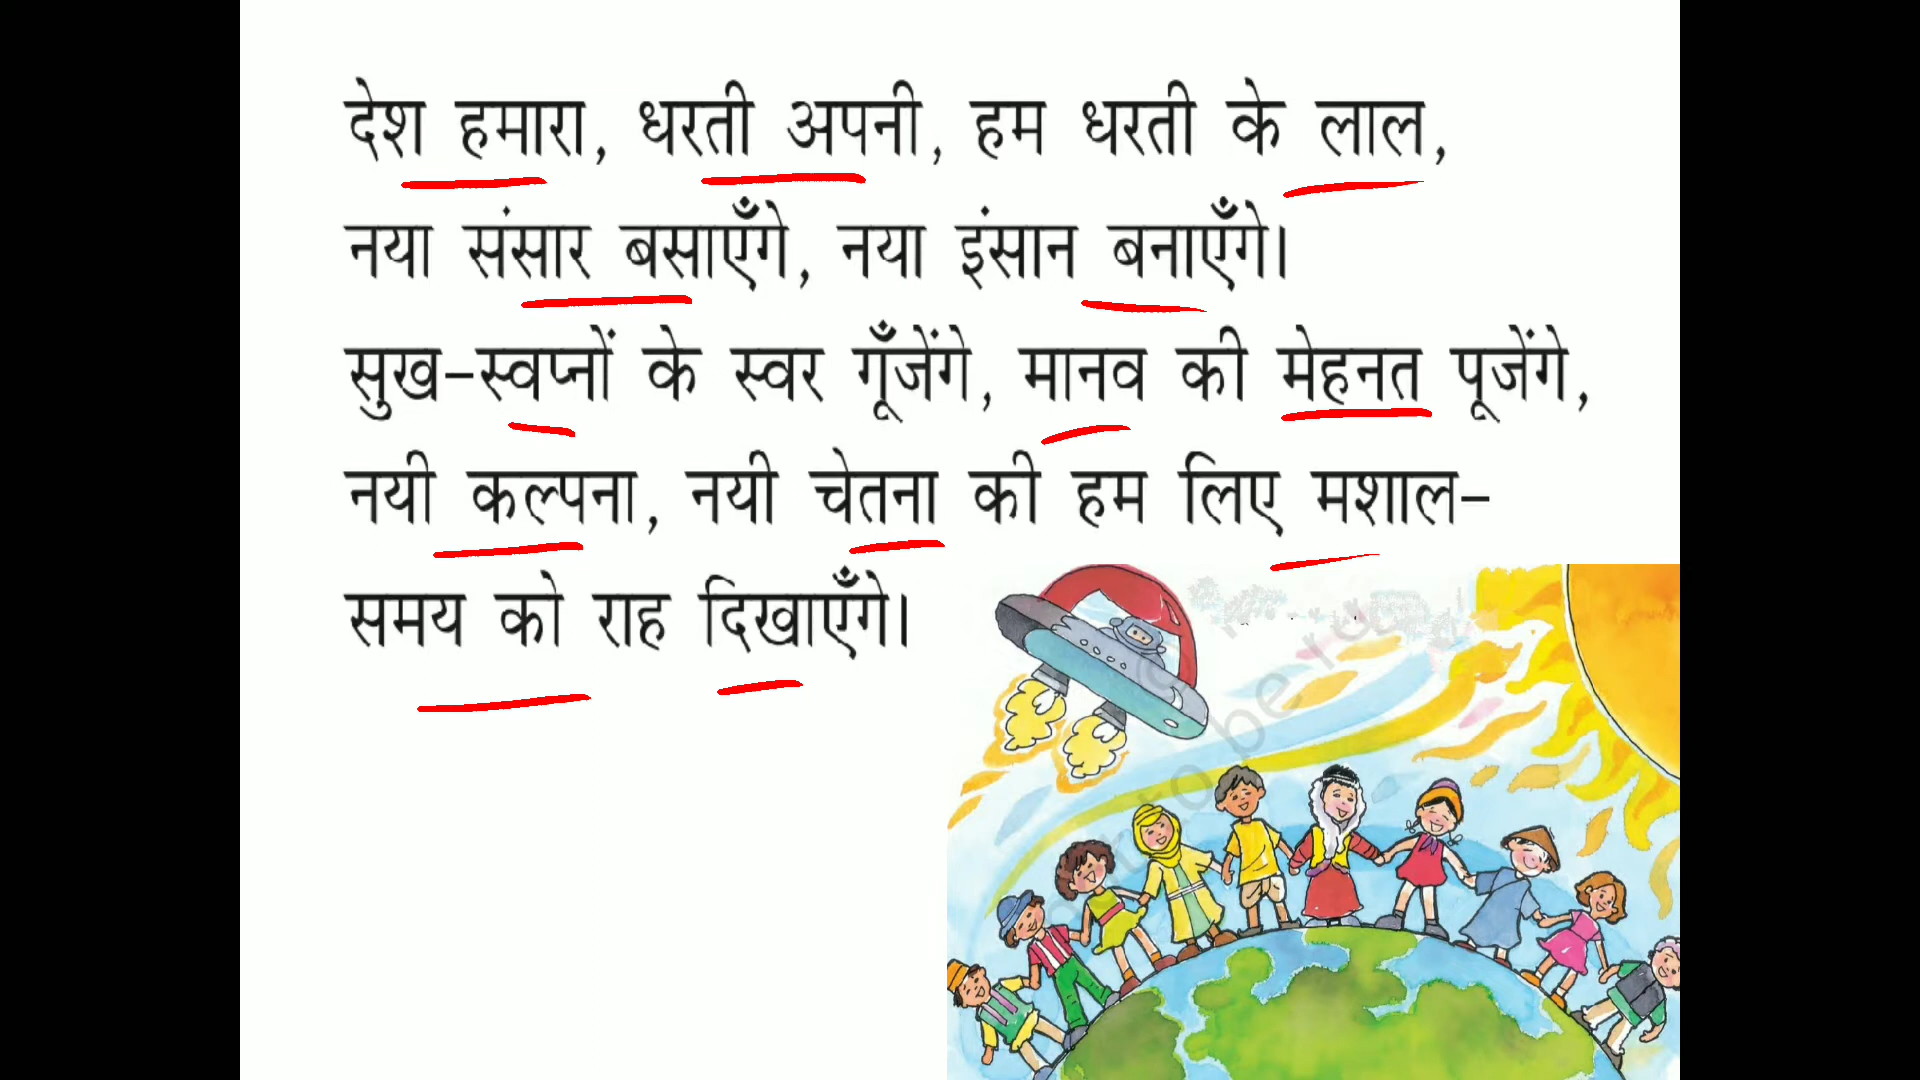 देश हमारा, धरती अपनी, हम धरती के लाल,
नया संसार बसाएँगे, नया इंसान बनाएँगे।
सुख-स्वप्नों के स्वर गूँजेंगे, मानव की मेहनत पूजेंगे,
नयी कल्पना, नयी चेतना की हम लिए मशाल-
समय को राह दिखाएँगे।